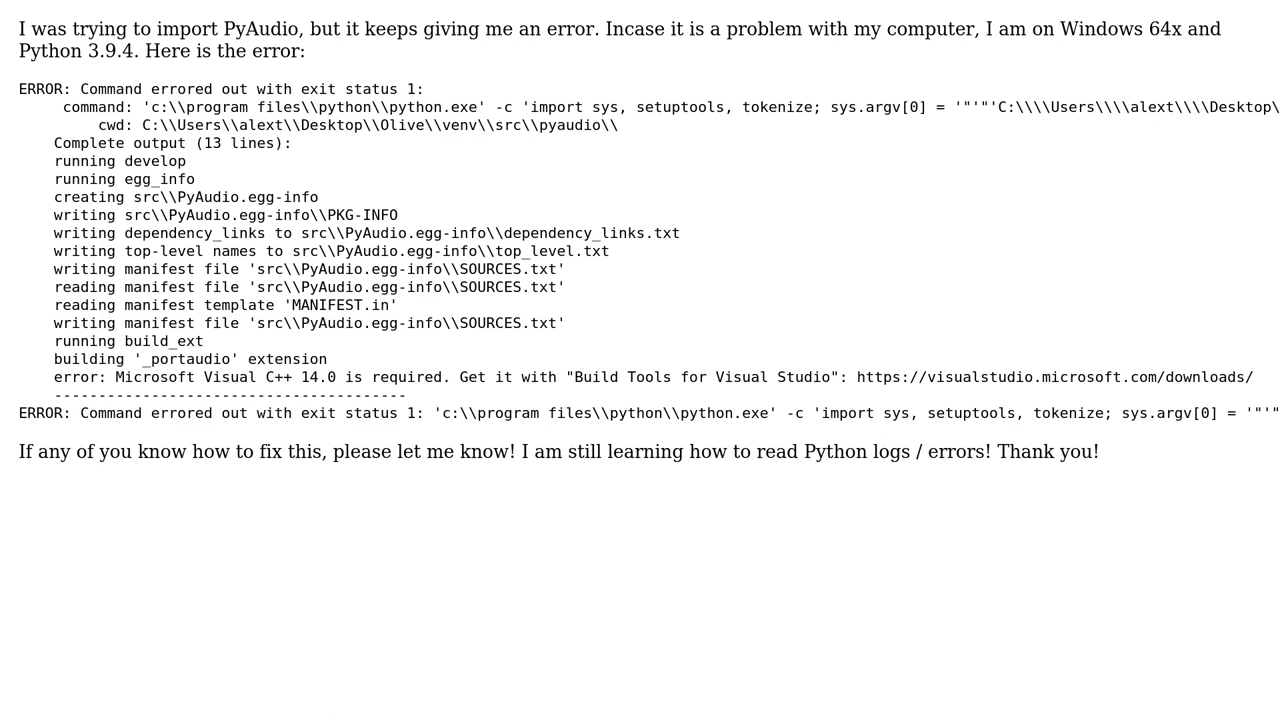 I was trying to import PyAudio, but it keeps giving me an error. Incase it is a problem with my computer, I am on Windows 64x and
Python 3.9.4. Here is the error:
ERROR: Command errored out with exit status 1:
     command: 'c:\\program files\\python\\python.exe' -c 'import sys, setuptools, tokenize; sys.argv[0] = '"'"'C:\\\\Users\\\\alext\\\\Desktop\
         cwd: C:\\Users\\alext\\Desktop\\Olive\\venv\\src\\pyaudio\\
    Complete output (13 lines):
    running develop
    running egg_info
    creating src\\PyAudio.egg-info
    writing src\\PyAudio.egg-info\\PKG-INFO
    writing dependency_links to src\\PyAudio.egg-info\\dependency_links.txt
    writing top-level names to src\\PyAudio.egg-info\\top_level.txt
    writing manifest file 'src\\PyAudio.egg-info\\SOURCES.txt'
    reading manifest file 'src\\PyAudio.egg-info\\SOURCES.txt'
    reading manifest template 'MANIFEST.in'
    writing manifest file 'src\\PyAudio.egg-info\\SOURCES.txt'
    running build_ext
    building '_portaudio' extension
    error: Microsoft Visual C++ 14.0 is required. Get it with "Build Tools for Visual Studio": https://visualstudio.microsoft.com/downloads/
    ----------------------------------------
ERROR: Command errored out with exit status 1: 'c:\\program files\\python\\python.exe' -c 'import sys, setuptools, tokenize; sys.argv[0] = '"'"
If any of you know how to fix this, please let me know! I am still learning how to read Python logs / errors! Thank you!